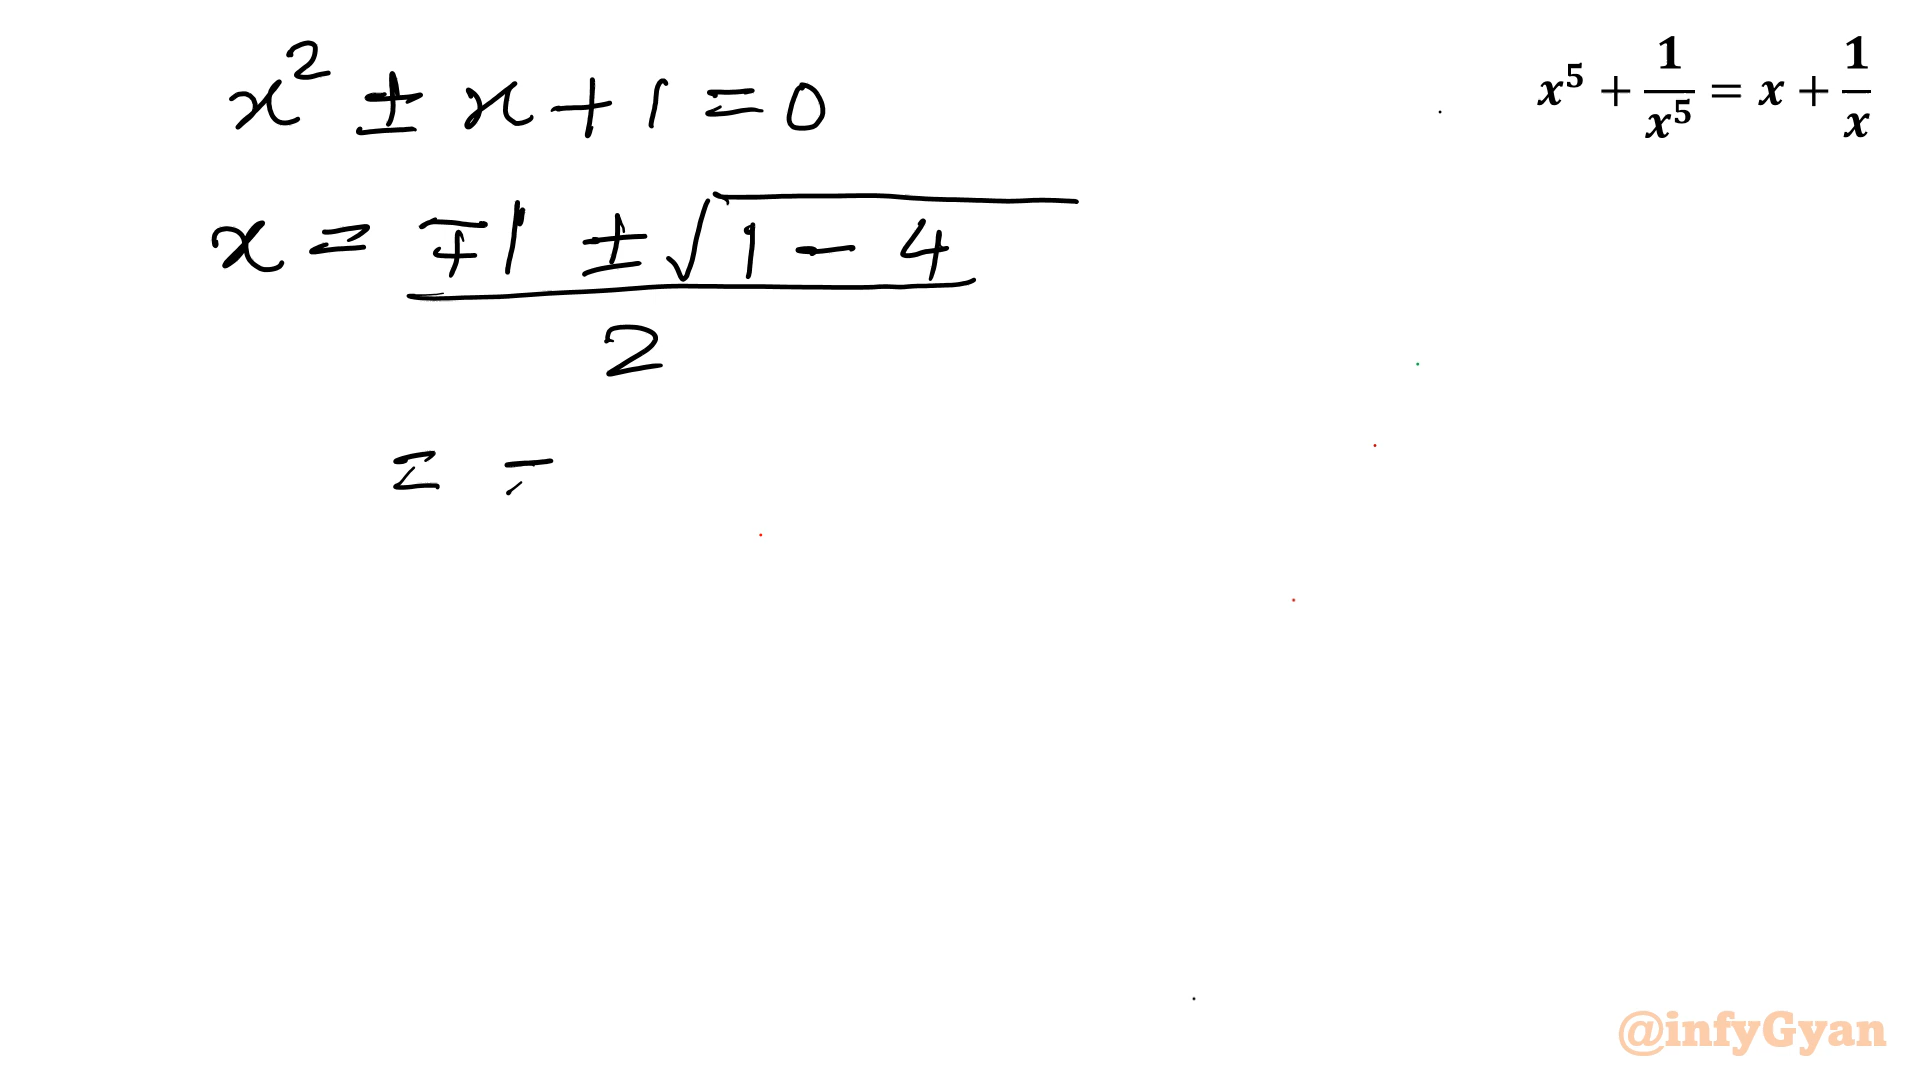 x² ± x + 1 = 0
x⁵ + 1/x⁵ = x + 1/x
x = (∓1 ± √(1 - 4))/2
=
@infyGyan